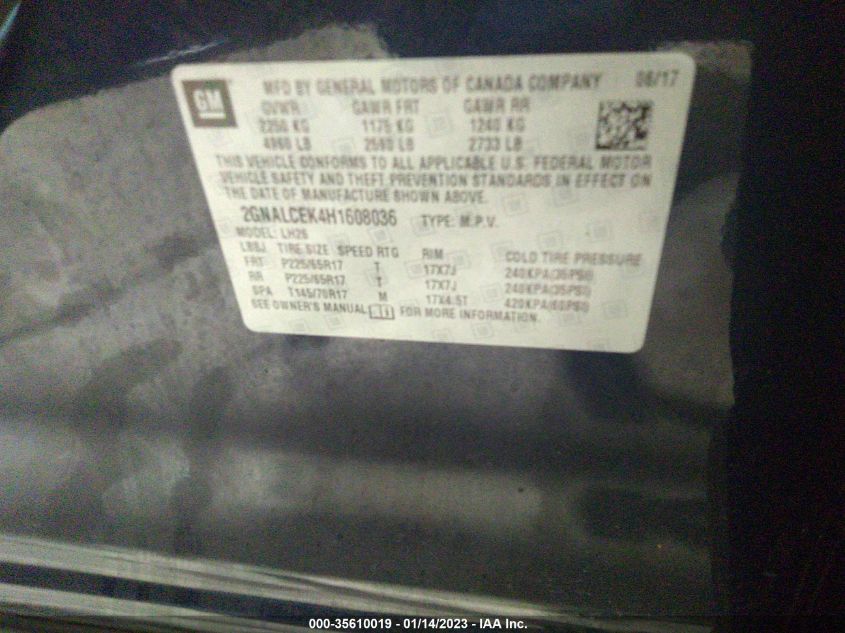 GM
MFD BY GENERAL MOTORS OF CANADA COMPANY 06/17
GVWR GAWR FRT GAWR RR
2250 KG 1175 KG 1240 KG
4960 LB 2590 LB 2733 LB
THIS VEHICLE CONFORMS TO ALL APPLICABLE U.S. FEDERAL MOTOR
VEHICLE SAFETY AND THEFT PREVENTION STANDARDS IN EFFECT ON
THE DATE OF MANUFACTURE SHOWN ABOVE.
2GNALCEK4H1608036 TYPE: M.P.V.
MODEL: LH26
TIRE SIZE SPEED RTG RIM COLD TIRE PRESSURE
FRT P225/65R17 T 17X7J 240KPA(35PSI)
RR P225/65R17 T 17X7J 240KPA(35PSI)
SPA T145/70R17 M 17X4.5T 420KPA(60PSI)
SEE OWNER'S MANUAL FOR MORE INFORMATION.
000-35610019 - 01/14/2023 - IAA Inc.